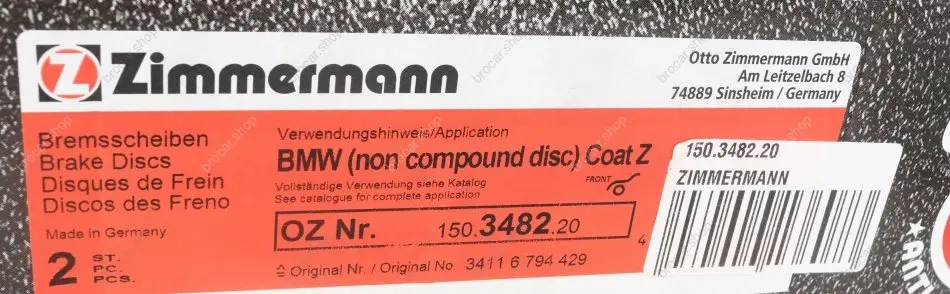 Zimmermann
Otto Zimmermann GmbH
Am Leitzelbach 8
74889 Sinsheim / Germany
Bremsscheiben
Brake Discs
Disques de Frein
Discos des Freno
Made in Germany
2 ST.
PC.
PCS.
Verwendungshinweis/Application
BMW (non compound disc) Coat Z
Vollständige Verwendung siehe Katalog
See catalogue for complete application
FRONT
OZ Nr. 150.3482.20
4
≙ Original Nr. / Original No 3411 6 794 429
150.3482.20
ZIMMERMANN
★ANTI
brocar.shop